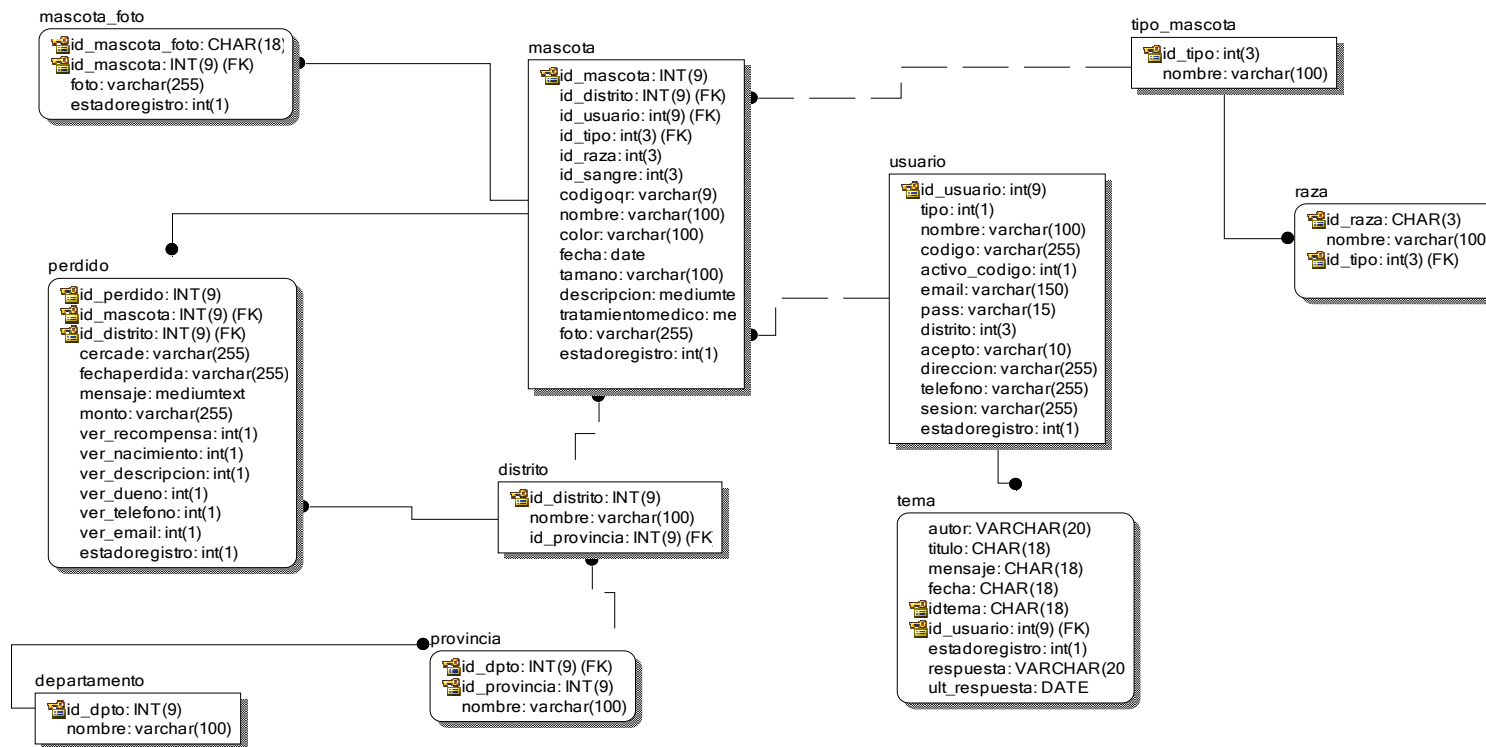 mascota_foto
id_mascota_foto: CHAR(18)
id_mascota: INT(9) (FK)
foto: varchar(255)
estadoregistro: int(1)
mascota
id_mascota: INT(9)
id_distrito: INT(9) (FK)
id_usuario: int(9) (FK)
id_tipo: int(3) (FK)
id_raza: int(3)
id_sangre: int(3)
codigoqr: varchar(9)
nombre: varchar(100)
color: varchar(100)
fecha: date
tamano: varchar(100)
descripcion: mediumte
tratamientomedico: me
foto: varchar(255)
estadoregistro: int(1)
tipo_mascota
id_tipo: int(3)
nombre: varchar(100)
usuario
id_usuario: int(9)
tipo: int(1)
nombre: varchar(100)
codigo: varchar(255)
activo_codigo: int(1)
email: varchar(150)
pass: varchar(15)
distrito: int(3)
acepto: varchar(10)
direccion: varchar(255)
telefono: varchar(255)
sesion: varchar(255)
estadoregistro: int(1)
raza
id_raza: CHAR(3)
nombre: varchar(100
id_tipo: int(3) (FK)
perdido
id_perdido: INT(9)
id_mascota: INT(9) (FK)
id_distrito: INT(9) (FK)
cercade: varchar(255)
fechaperdida: varchar(255)
mensaje: mediumtext
monto: varchar(255)
ver_recompensa: int(1)
ver_nacimiento: int(1)
ver_descripcion: int(1)
ver_dueno: int(1)
ver_telefono: int(1)
ver_email: int(1)
estadoregistro: int(1)
distrito
id_distrito: INT(9)
nombre: varchar(100)
id_provincia: INT(9) (FK
tema
autor: VARCHAR(20)
titulo: CHAR(18)
mensaje: CHAR(18)
fecha: CHAR(18)
idtema: CHAR(18)
id_usuario: int(9) (FK)
estadoregistro: int(1)
respuesta: VARCHAR(20
ult_respuesta: DATE
provincia
id_dpto: INT(9) (FK)
id_provincia: INT(9)
nombre: varchar(100)
departamento
id_dpto: INT(9)
nombre: varchar(100)